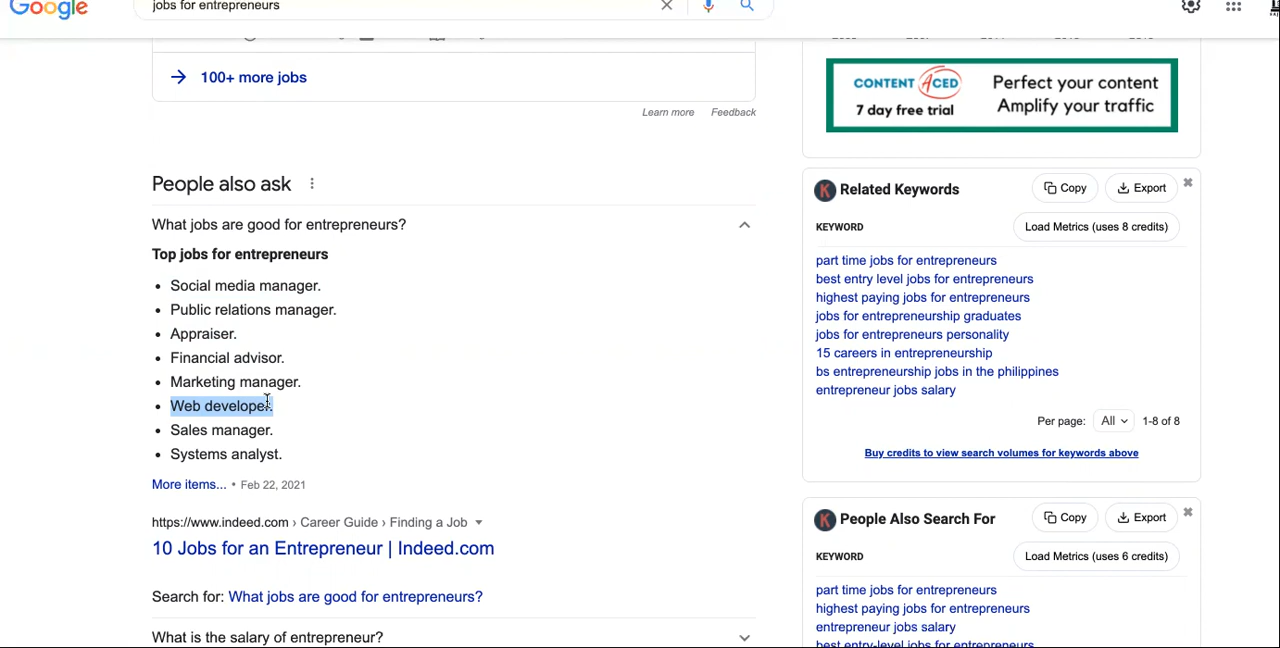 Google
jobs for entrepreneurs
100+ more jobs
Learn more Feedback
People also ask
What jobs are good for entrepreneurs?
Top jobs for entrepreneurs
• Social media manager.
• Public relations manager.
• Appraiser.
• Financial advisor.
• Marketing manager.
• Web developer.
• Sales manager.
• Systems analyst.
More items... • Feb 22, 2021
https://www.indeed.com › Career Guide › Finding a Job
10 Jobs for an Entrepreneur | Indeed.com
Search for: What jobs are good for entrepreneurs?
What is the salary of entrepreneur?
CONTENT ACED
7 day free trial
Perfect your content
Amplify your traffic
K Related Keywords Copy Export
KEYWORD Load Metrics (uses 8 credits)
part time jobs for entrepreneurs
best entry level jobs for entrepreneurs
highest paying jobs for entrepreneurs
jobs for entrepreneurship graduates
jobs for entrepreneurs personality
15 careers in entrepreneurship
bs entrepreneurship jobs in the philippines
entrepreneur jobs salary
Per page: All 1-8 of 8
Buy credits to view search volumes for keywords above
K People Also Search For Copy Export
KEYWORD Load Metrics (uses 6 credits)
part time jobs for entrepreneurs
highest paying jobs for entrepreneurs
entrepreneur jobs salary
best entry-level jobs for entrepreneurs